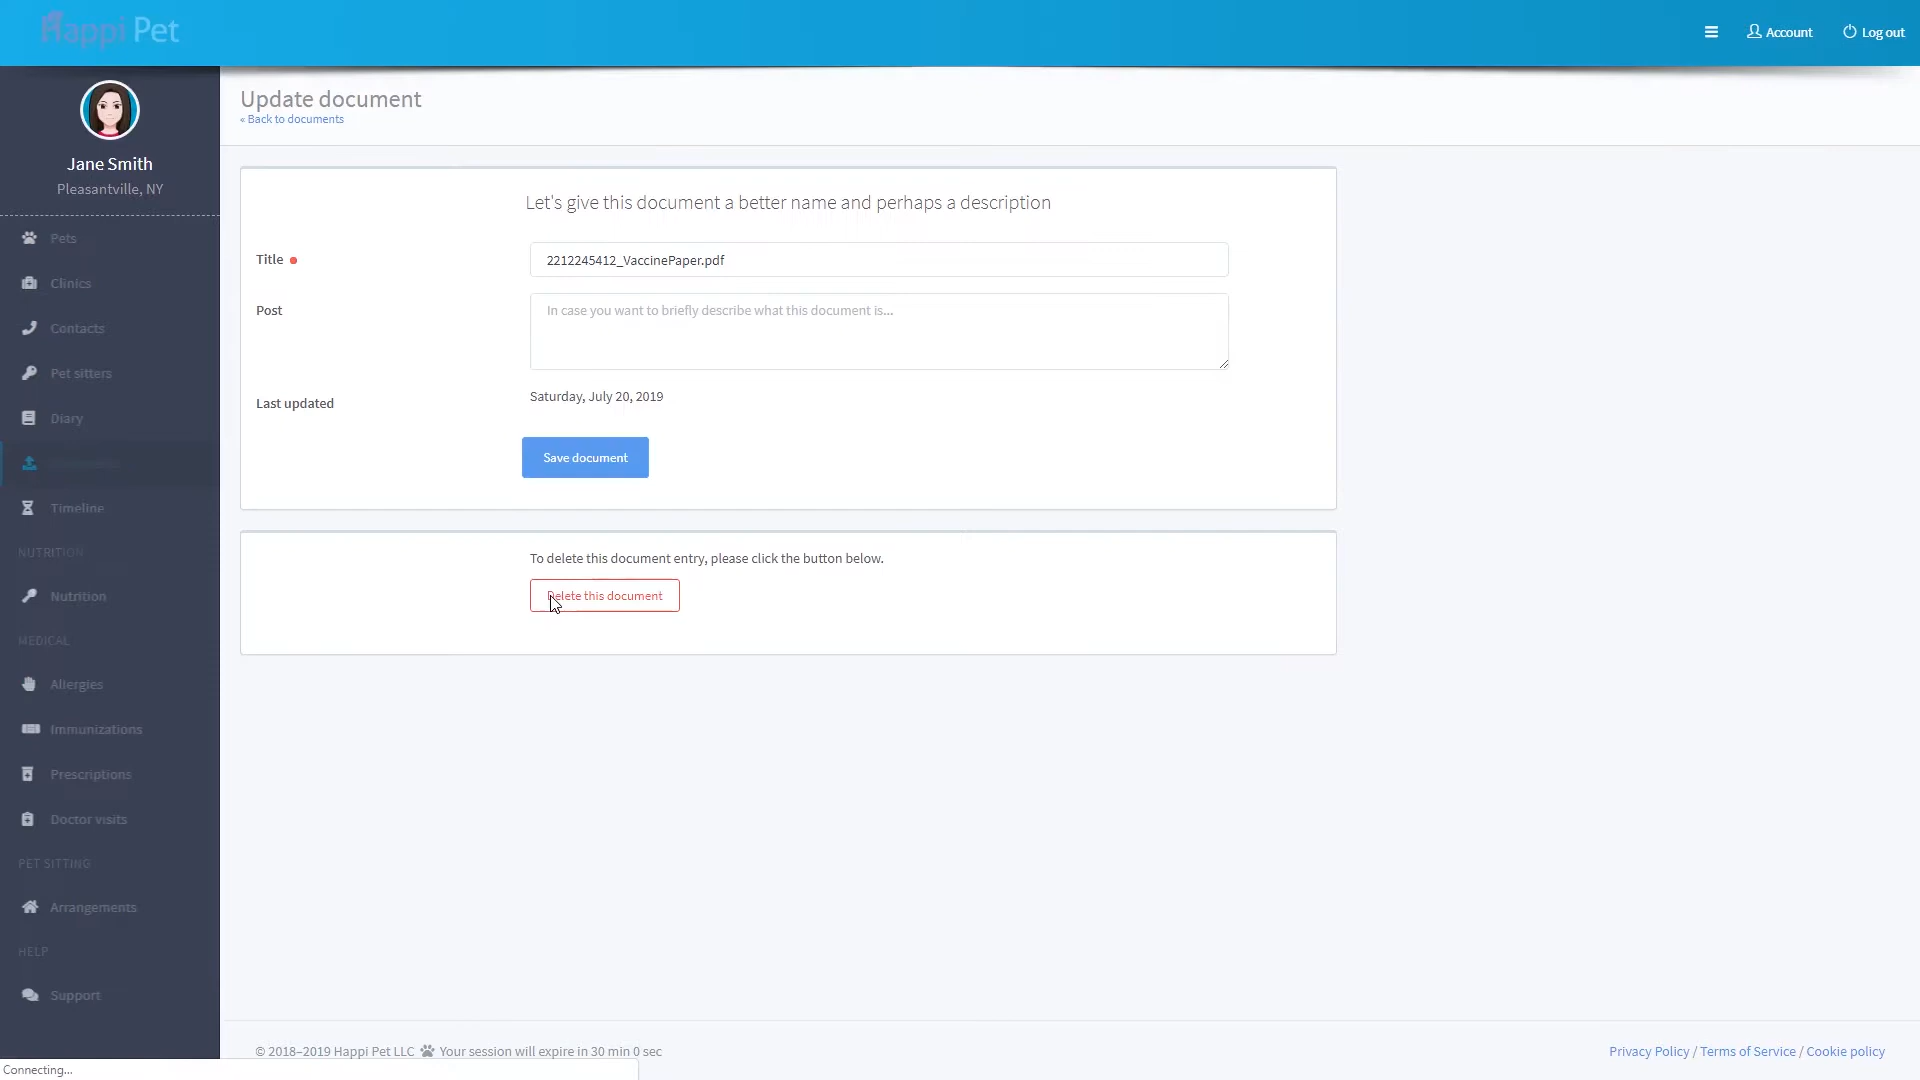 Happi Pet
Account
Log out
Jane Smith
Pleasantville, NY
Pets
Clinics
Contacts
Pet sitters
Diary
Documents
Timeline
NUTRITION
Nutrition
MEDICAL
Allergies
Immunizations
Prescriptions
Doctor visits
PET SITTING
Arrangements
HELP
Support
Update document
« Back to documents
Let's give this document a better name and perhaps a description
Title
2212245412_VaccinePaper.pdf
Post
In case you want to briefly describe what this document is...
Last updated
Saturday, July 20, 2019
Save document
To delete this document entry, please click the button below.
Delete this document
© 2018–2019 Happi Pet LLC Your session will expire in 30 min 0 sec
Privacy Policy / Terms of Service / Cookie policy
Connecting...